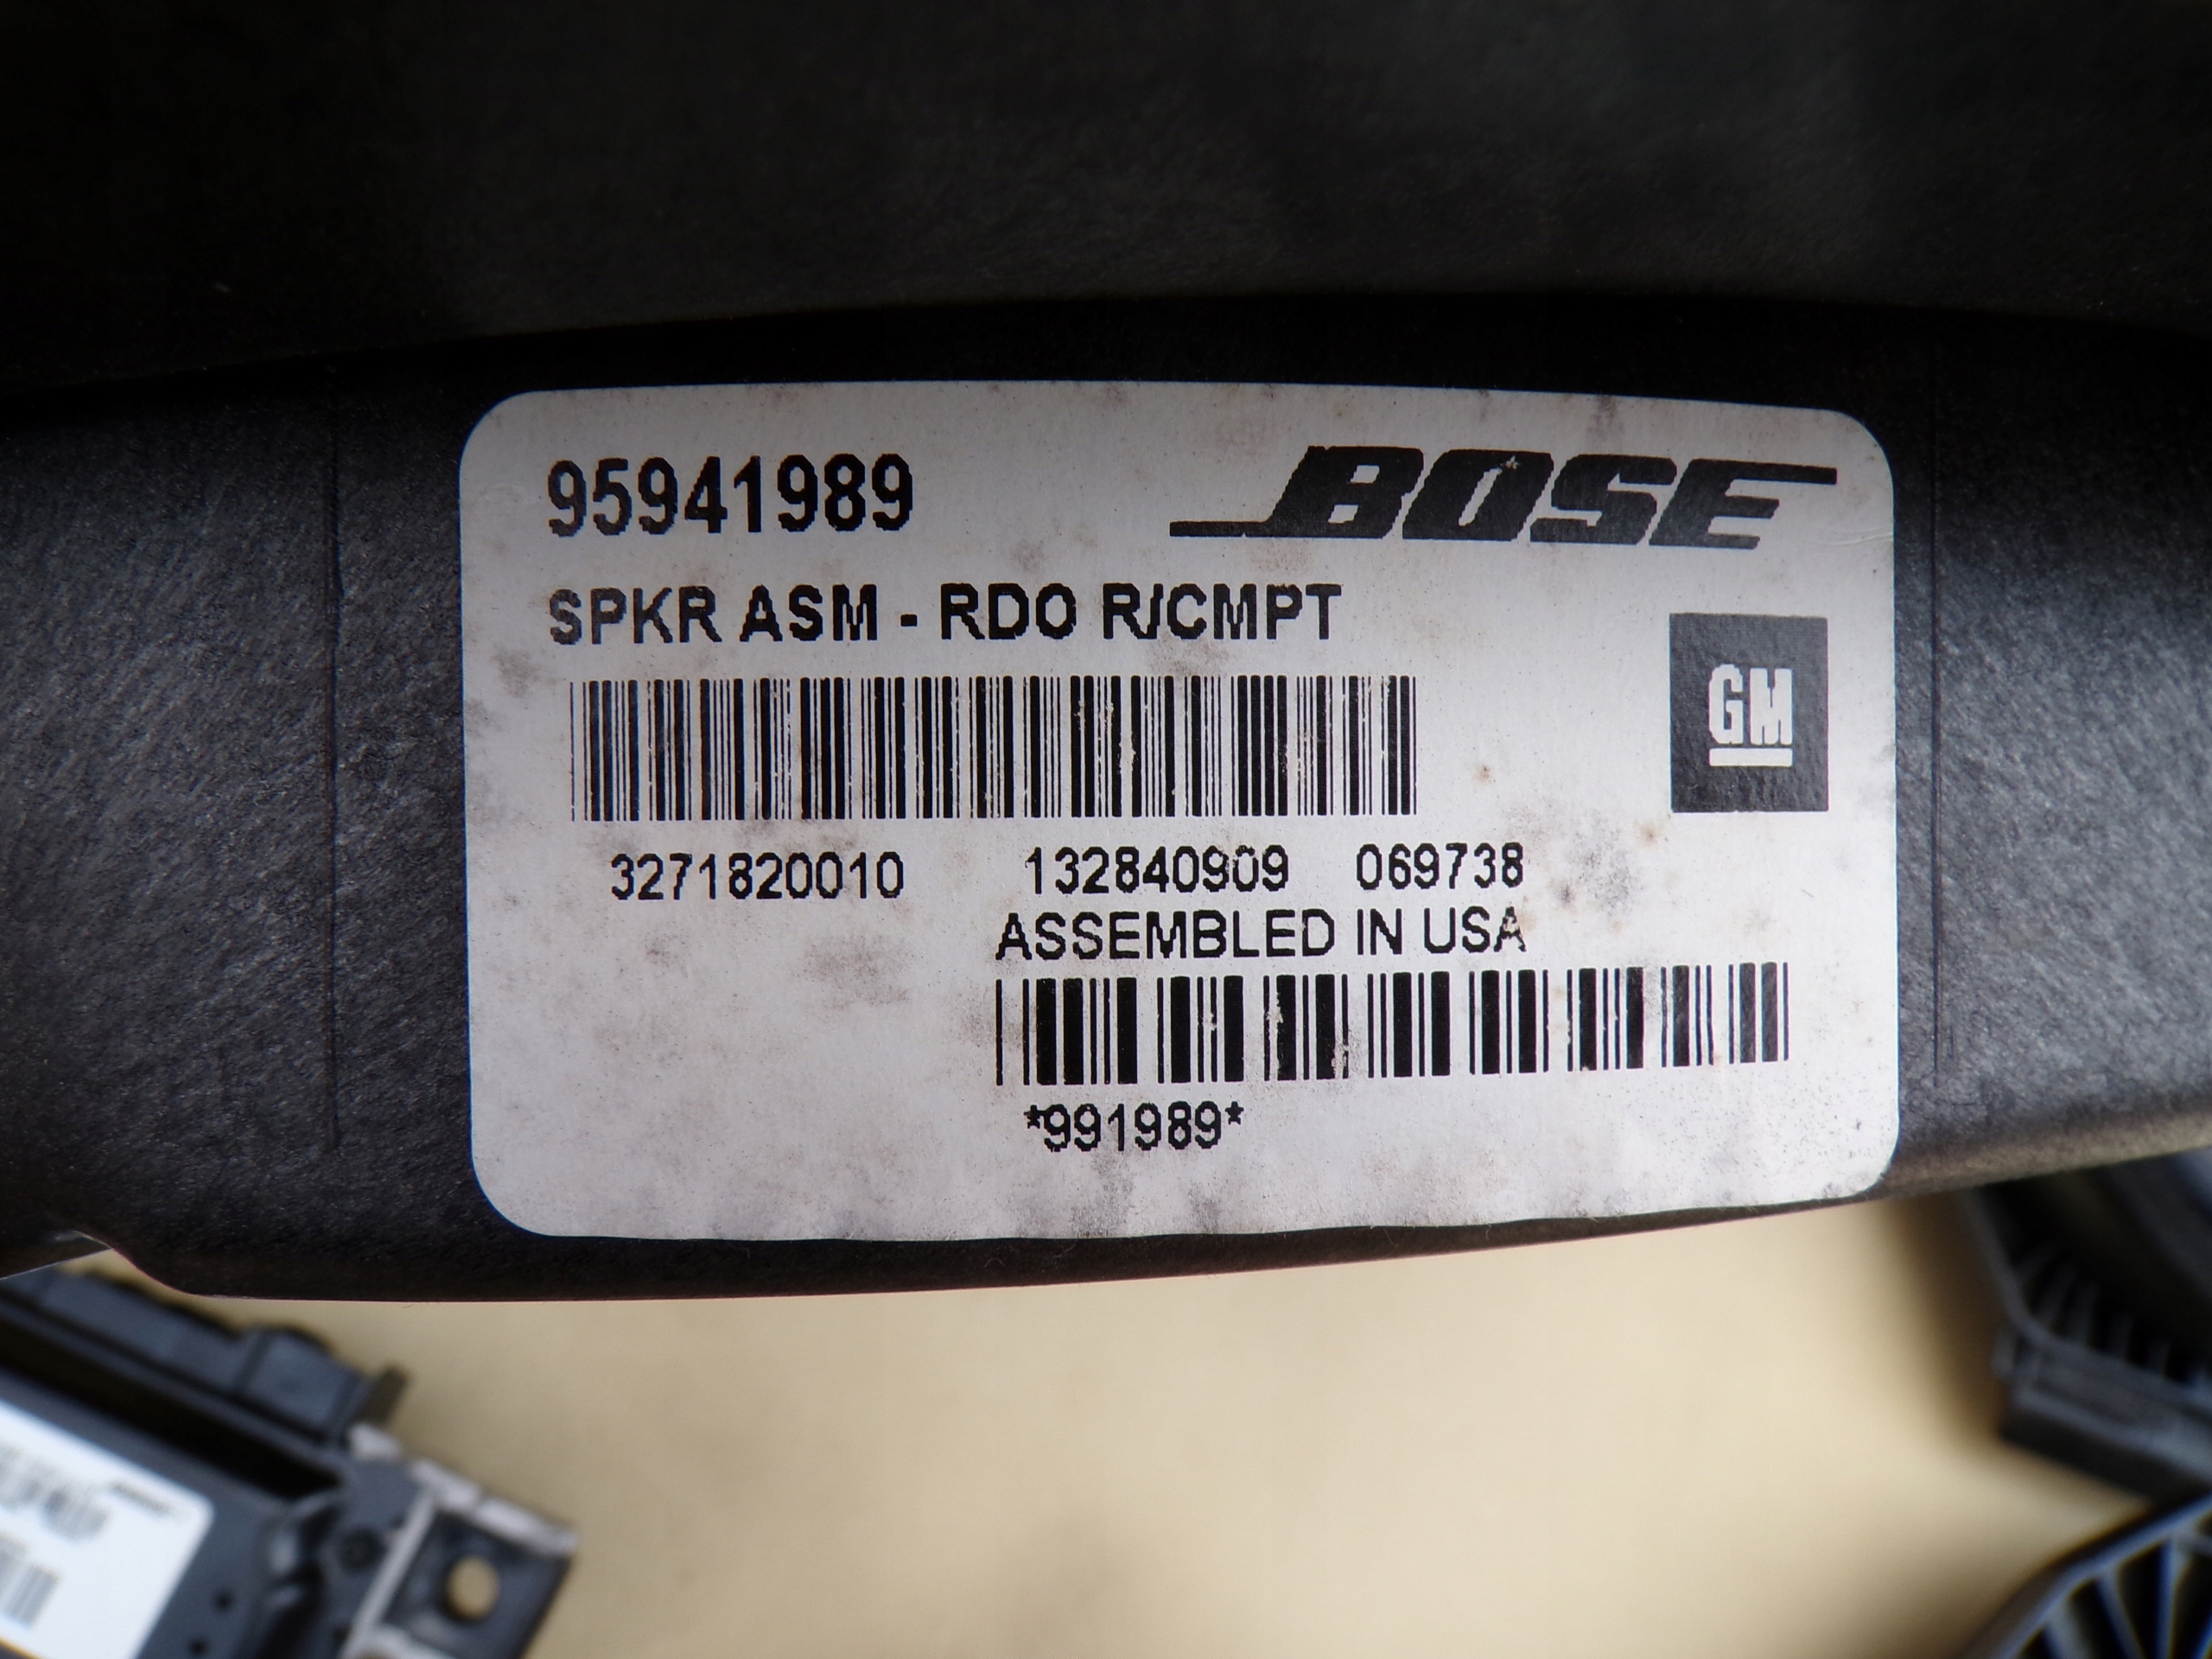 95941989 BOSE
SPKR ASM - RDO R/CMPT
GM
3271820010 132840909 069738
ASSEMBLED IN USA
*991989*